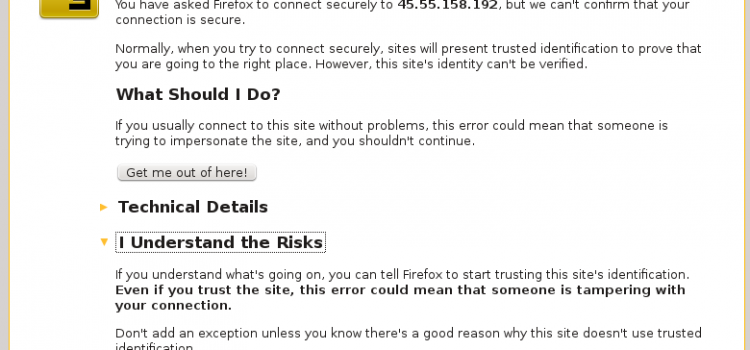 You have asked Firefox to connect securely to 45.55.158.192, but we can't confirm that your
connection is secure.
Normally, when you try to connect securely, sites will present trusted identification to prove that
you are going to the right place. However, this site's identity can't be verified.
What Should I Do?
If you usually connect to this site without problems, this error could mean that someone is
trying to impersonate the site, and you shouldn't continue.
Get me out of here!
Technical Details
I Understand the Risks
If you understand what's going on, you can tell Firefox to start trusting this site's identification.
Even if you trust the site, this error could mean that someone is tampering with
your connection.
Don't add an exception unless you know there's a good reason why this site doesn't use trusted
identification.